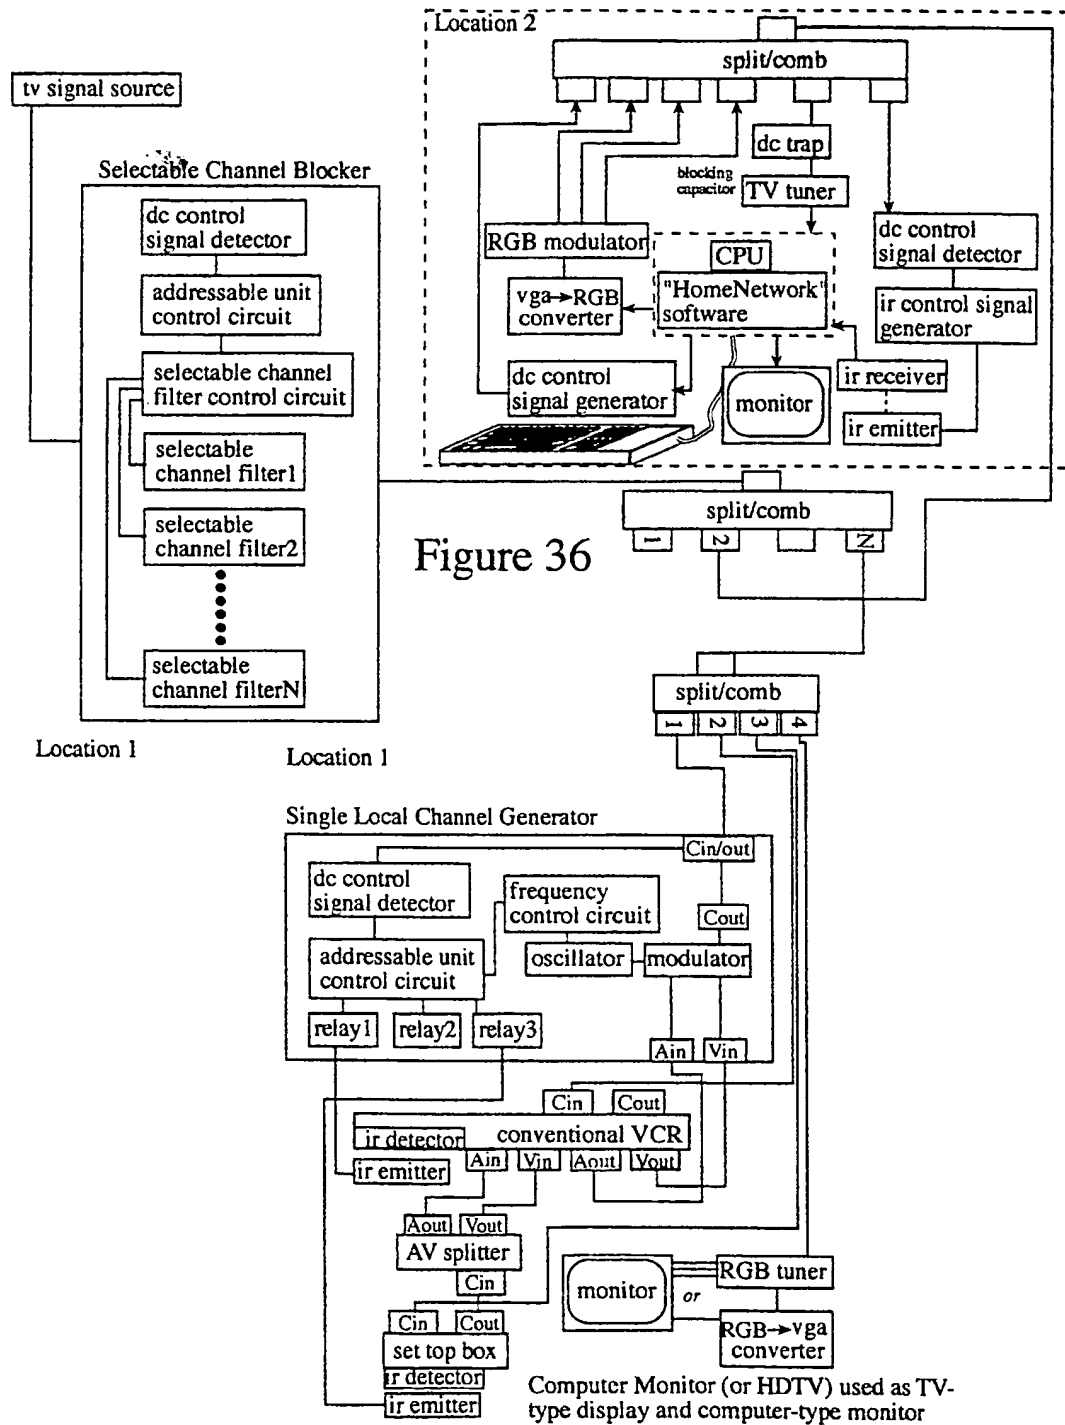 Location 2
split/comb
tv signal source
dc trap
blocking
capacitor
TV tuner
Selectable Channel Blocker
dc control
signal detector
addressable unit
control circuit
selectable channel
filter control circuit
selectable
channel filter1
selectable
channel filter2
selectable
channel filterN
Location 1
RGB modulator
vga→RGB
converter
CPU
"HomeNetwork"
software
dc control
signal detector
ir control signal
generator
ir receiver
ir emitter
dc control
signal generator
monitor
split/comb
1
2
N
Figure 36
split/comb
1
2
3
4
Location 1
Single Local Channel Generator
Cin/out
dc control
signal detector
frequency
control circuit
Cout
addressable unit
control circuit
oscillator
modulator
relay1
relay2
relay3
Ain
Vin
Cin
Cout
conventional VCR
ir detector
ir emitter
Ain
Vin
Aout
Vout
Aout
Vout
AV splitter
Cin
Cin
Cout
set top box
ir detector
ir emitter
monitor
or
RGB tuner
RGB→vga
converter
Computer Monitor (or HDTV) used as TV-
type display and computer-type monitor